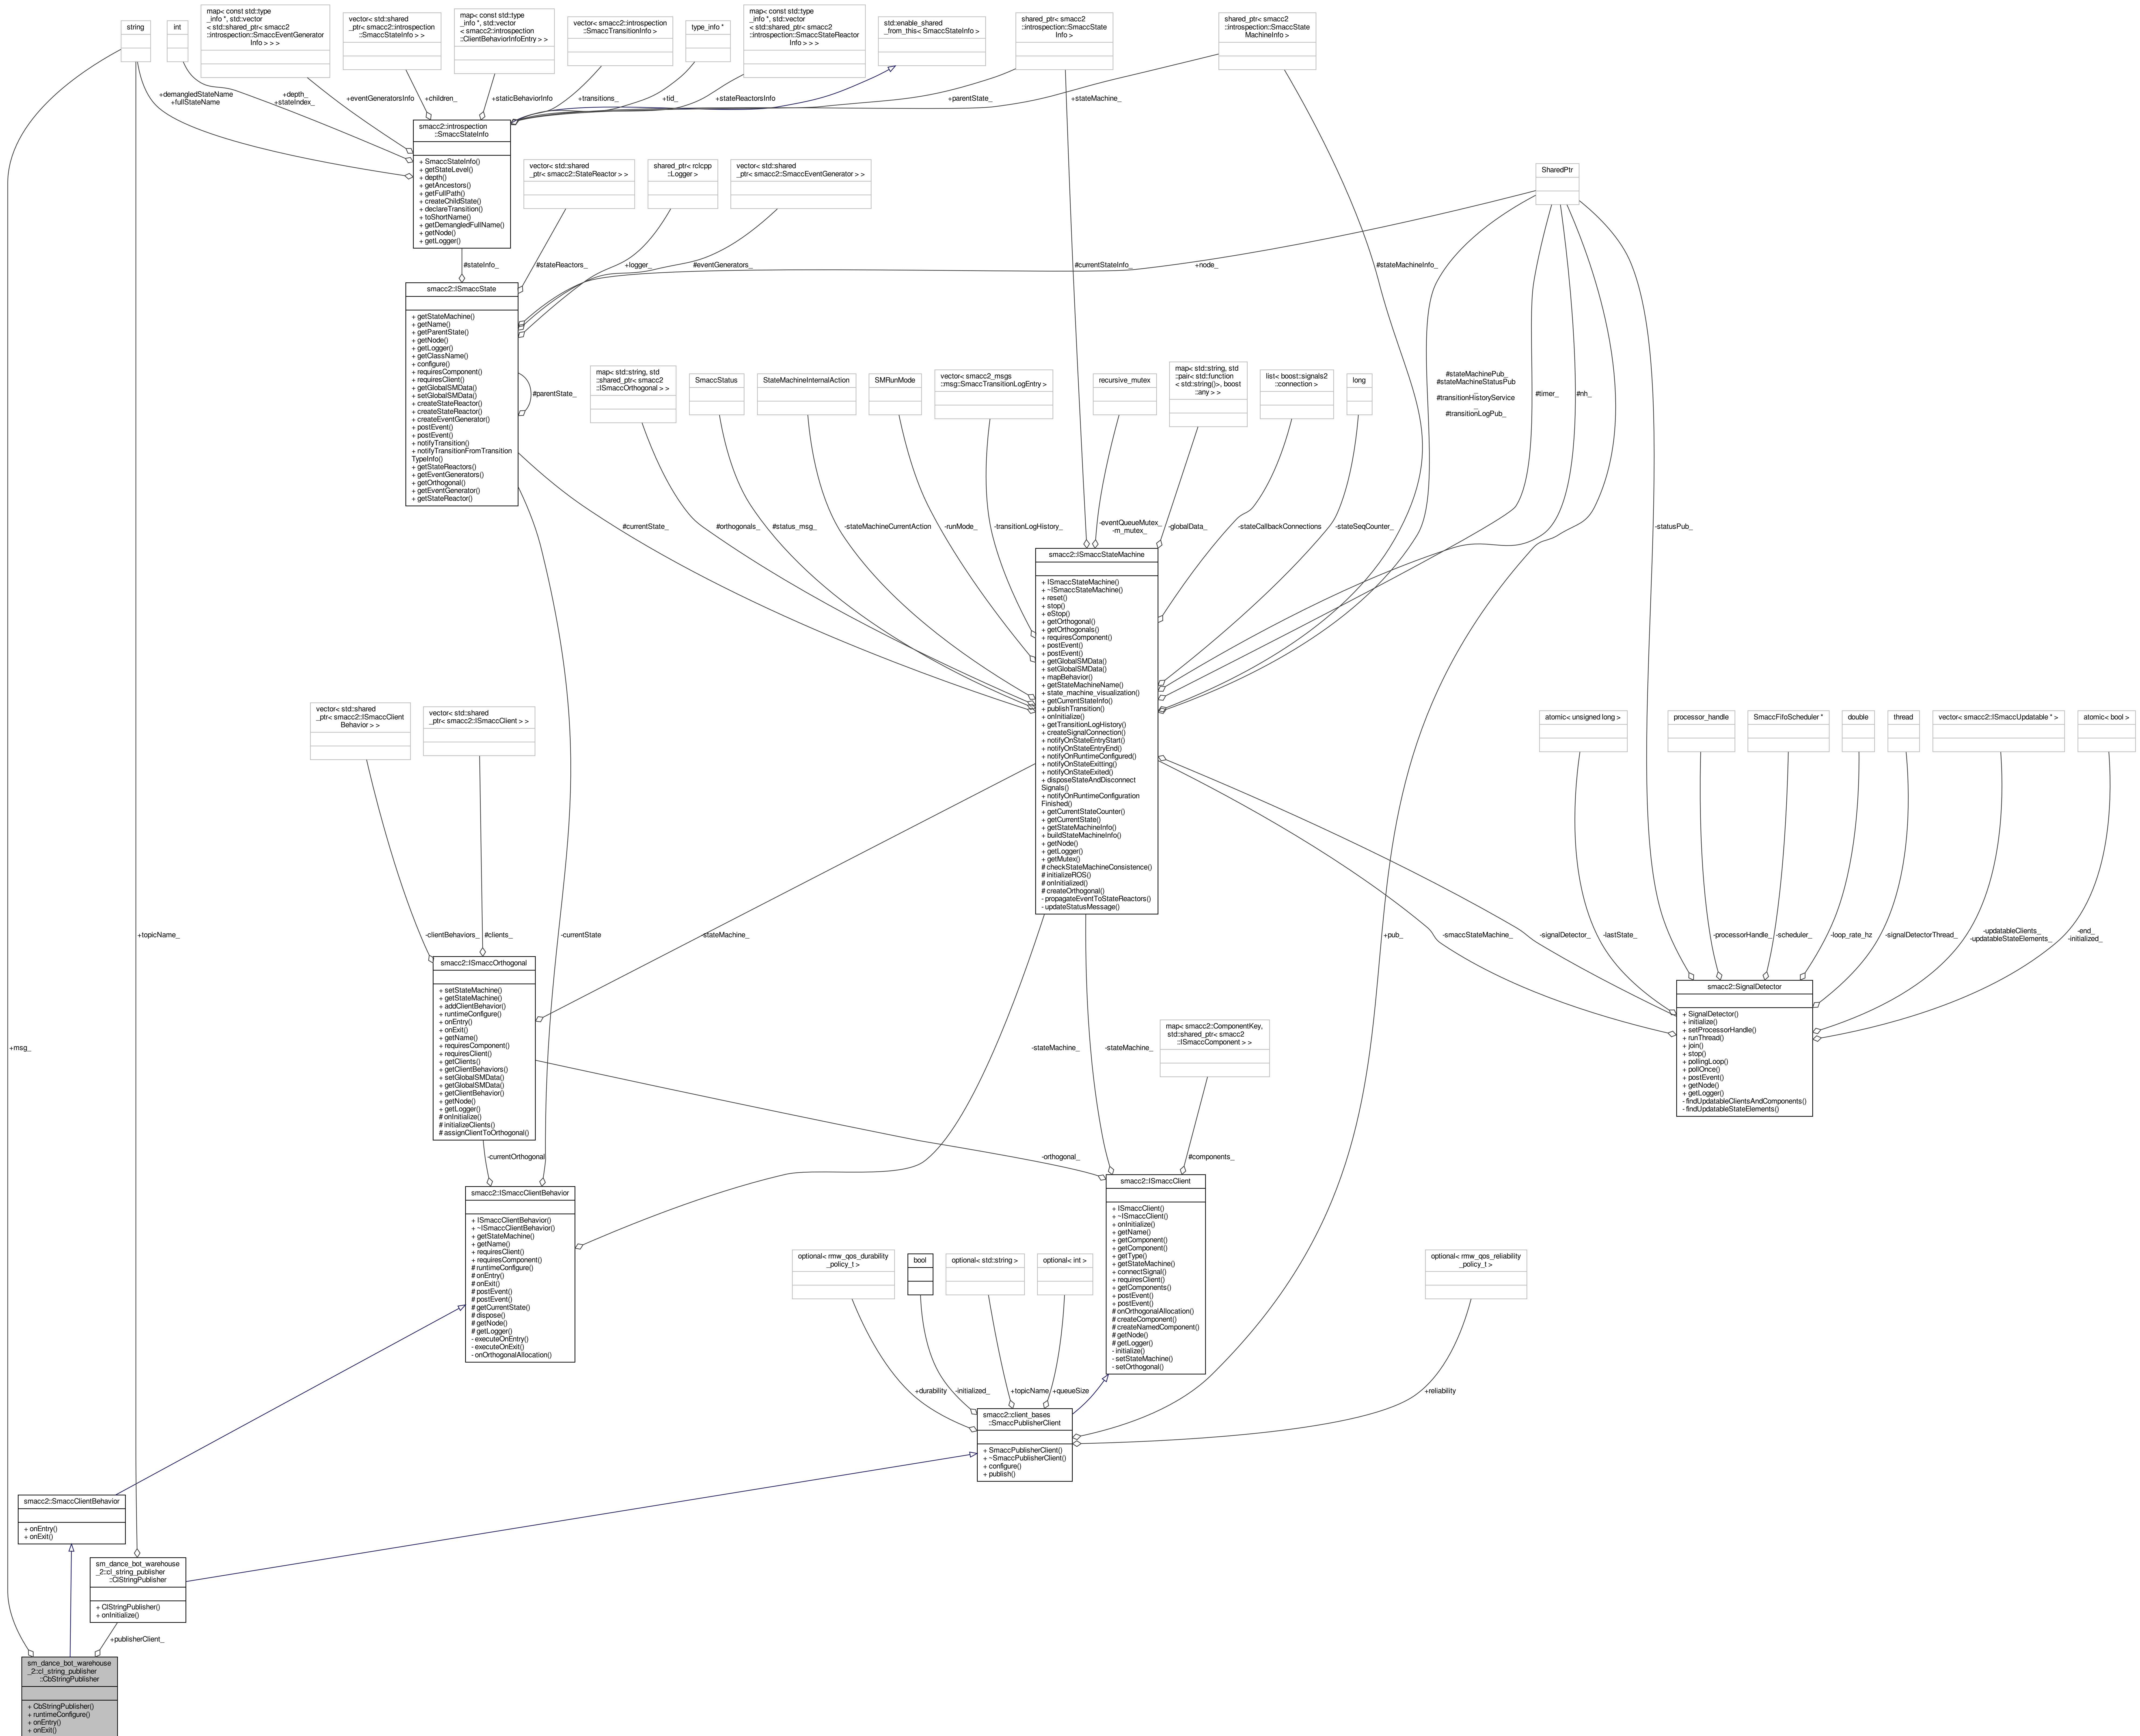 string
int
map< const std::type
_info *, std::vector
< std::shared_ptr< smacc2
::introspection::SmaccEventGenerator
Info > > >
vector< std::shared
_ptr< smacc2::introspection
::SmaccStateInfo > >
map< const std::type
_info *, std::vector
< smacc2::introspection
::ClientBehaviorInfoEntry > >
vector< smacc2::introspection
::SmaccTransitionInfo >
type_info *
map< const std::type
_info *, std::vector
< std::shared_ptr< smacc2
::introspection::SmaccStateReactor
Info > > >
std::enable_shared
_from_this< SmaccStateInfo >
shared_ptr< smacc2
::introspection::SmaccState
Info >
shared_ptr< smacc2
::introspection::SmaccState
MachineInfo >
+demangledStateName
+fullStateName
+depth_
+stateIndex_
+eventGeneratorsInfo
+children_
+staticBehaviorInfo
+transitions_
+tid_
+stateReactorsInfo
+parentState_
+stateMachine_
smacc2::introspection
::SmaccStateInfo
+ SmaccStateInfo()
+ getStateLevel()
+ depth()
+ getAncestors()
+ getFullPath()
+ createChildState()
+ declareTransition()
+ toShortName()
+ getDemangledFullName()
+ getNode()
+ getLogger()
vector< std::shared
_ptr< smacc2::StateReactor > >
shared_ptr< rclcpp
::Logger >
vector< std::shared
_ptr< smacc2::SmaccEventGenerator > >
SharedPtr
#stateInfo_
#stateReactors_
+logger_
#eventGenerators_
#currentStateInfo_
+node_
#stateMachineInfo_
smacc2::ISmaccState
+ getStateMachine()
+ getName()
+ getParentState()
+ getNode()
+ getLogger()
+ getClassName()
+ configure()
+ requiresComponent()
+ requiresClient()
+ getGlobalSMData()
+ setGlobalSMData()
+ createStateReactor()
+ createStateReactor()
+ createEventGenerator()
+ postEvent()
+ postEvent()
+ notifyTransition()
+ notifyTransitionFromTransition
TypeInfo()
+ getStateReactors()
+ getEventGenerators()
+ getOrthogonal()
+ getEventGenerator()
+ getStateReactor()
#parentState_
map< std::string, std
::shared_ptr< smacc2
::ISmaccOrthogonal > >
SmaccStatus
StateMachineInternalAction
SMRunMode
vector< smacc2_msgs
::msg::SmaccTransitionLogEntry >
recursive_mutex
map< std::string, std
::pair< std::function
< std::string()>, boost
::any > >
list< boost::signals2
::connection >
long
#stateMachinePub_
#stateMachineStatusPub
_
#transitionHistoryService
_
#transitionLogPub_
#timer_
#nh_
#currentState_
#orthogonals_
#status_msg_
-stateMachineCurrentAction
-runMode_
-transitionLogHistory_
-eventQueueMutex_
-m_mutex_
-globalData_
-stateCallbackConnections
-stateSeqCounter_
-statusPub_
smacc2::ISmaccStateMachine
+ ISmaccStateMachine()
+ ~ISmaccStateMachine()
+ reset()
+ stop()
+ eStop()
+ getOrthogonal()
+ getOrthogonals()
+ requiresComponent()
+ postEvent()
+ postEvent()
+ getGlobalSMData()
+ setGlobalSMData()
+ mapBehavior()
+ getStateMachineName()
+ state_machine_visualization()
+ getCurrentStateInfo()
+ publishTransition()
+ onInitialize()
+ getTransitionLogHistory()
+ createSignalConnection()
+ notifyOnStateEntryStart()
+ notifyOnStateEntryEnd()
+ notifyOnRuntimeConfigured()
+ notifyOnStateExitting()
+ notifyOnStateExited()
+ disposeStateAndDisconnect
Signals()
+ notifyOnRuntimeConfiguration
Finished()
+ getCurrentStateCounter()
+ getCurrentState()
+ getStateMachineInfo()
+ buildStateMachineInfo()
+ getNode()
+ getLogger()
+ getMutex()
# checkStateMachineConsistence()
# initializeROS()
# onInitialized()
# createOrthogonal()
- propagateEventToStateReactors()
- updateStatusMessage()
vector< std::shared
_ptr< smacc2::ISmaccClient
Behavior > >
vector< std::shared
_ptr< smacc2::ISmaccClient > >
atomic< unsigned long >
processor_handle
SmaccFifoScheduler *
double
thread
vector< smacc2::ISmaccUpdatable * >
atomic< bool >
+topicName_
-clientBehaviors_
#clients_
-currentState
-stateMachine_
+pub_
-smaccStateMachine_
-signalDetector_
-lastState_
-processorHandle_
-scheduler_
-loop_rate_hz
-signalDetectorThread_
-updatableClients_
-updatableStateElements_
-end_
-initialized_
smacc2::ISmaccOrthogonal
+ setStateMachine()
+ getStateMachine()
+ addClientBehavior()
+ runtimeConfigure()
+ onEntry()
+ onExit()
+ getName()
+ requiresComponent()
+ requiresClient()
+ getClients()
+ getClientBehaviors()
+ setGlobalSMData()
+ getGlobalSMData()
+ getClientBehavior()
+ getNode()
+ getLogger()
# onInitialize()
# initializeClients()
# assignClientToOrthogonal()
smacc2::SignalDetector
+ SignalDetector()
+ initialize()
+ setProcessorHandle()
+ runThread()
+ join()
+ stop()
+ pollingLoop()
+ pollOnce()
+ postEvent()
+ getNode()
+ getLogger()
- findUpdatableClientsAndComponents()
- findUpdatableStateElements()
map< smacc2::ComponentKey,
std::shared_ptr< smacc2
::ISmaccComponent > >
+msg_
-stateMachine_
-stateMachine_
-currentOrthogonal
-orthogonal_
#components_
smacc2::ISmaccClientBehavior
+ ISmaccClientBehavior()
+ ~ISmaccClientBehavior()
+ getStateMachine()
+ getName()
+ requiresClient()
+ requiresComponent()
# runtimeConfigure()
# onEntry()
# onExit()
# postEvent()
# postEvent()
# getCurrentState()
# dispose()
# getNode()
# getLogger()
- executeOnEntry()
- executeOnExit()
- onOrthogonalAllocation()
smacc2::ISmaccClient
+ ISmaccClient()
+ ~ISmaccClient()
+ onInitialize()
+ getName()
+ getComponent()
+ getComponent()
+ getType()
+ getStateMachine()
+ connectSignal()
+ requiresClient()
+ getComponents()
+ postEvent()
+ postEvent()
# onOrthogonalAllocation()
# createComponent()
# createNamedComponent()
# getNode()
# getLogger()
- initialize()
- setStateMachine()
- setOrthogonal()
optional< rmw_qos_durability
_policy_t >
bool
optional< std::string >
optional< int >
optional< rmw_qos_reliability
_policy_t >
+durability
-initialized_
+topicName
+queueSize
+reliability
smacc2::client_bases
::SmaccPublisherClient
+ SmaccPublisherClient()
+ ~SmaccPublisherClient()
+ configure()
+ publish()
smacc2::SmaccClientBehavior
+ onEntry()
+ onExit()
sm_dance_bot_warehouse
_2::cl_string_publisher
::ClStringPublisher
+ ClStringPublisher()
+ onInitialize()
+publisherClient_
sm_dance_bot_warehouse
_2::cl_string_publisher
::CbStringPublisher
+ CbStringPublisher()
+ runtimeConfigure()
+ onEntry()
+ onExit()